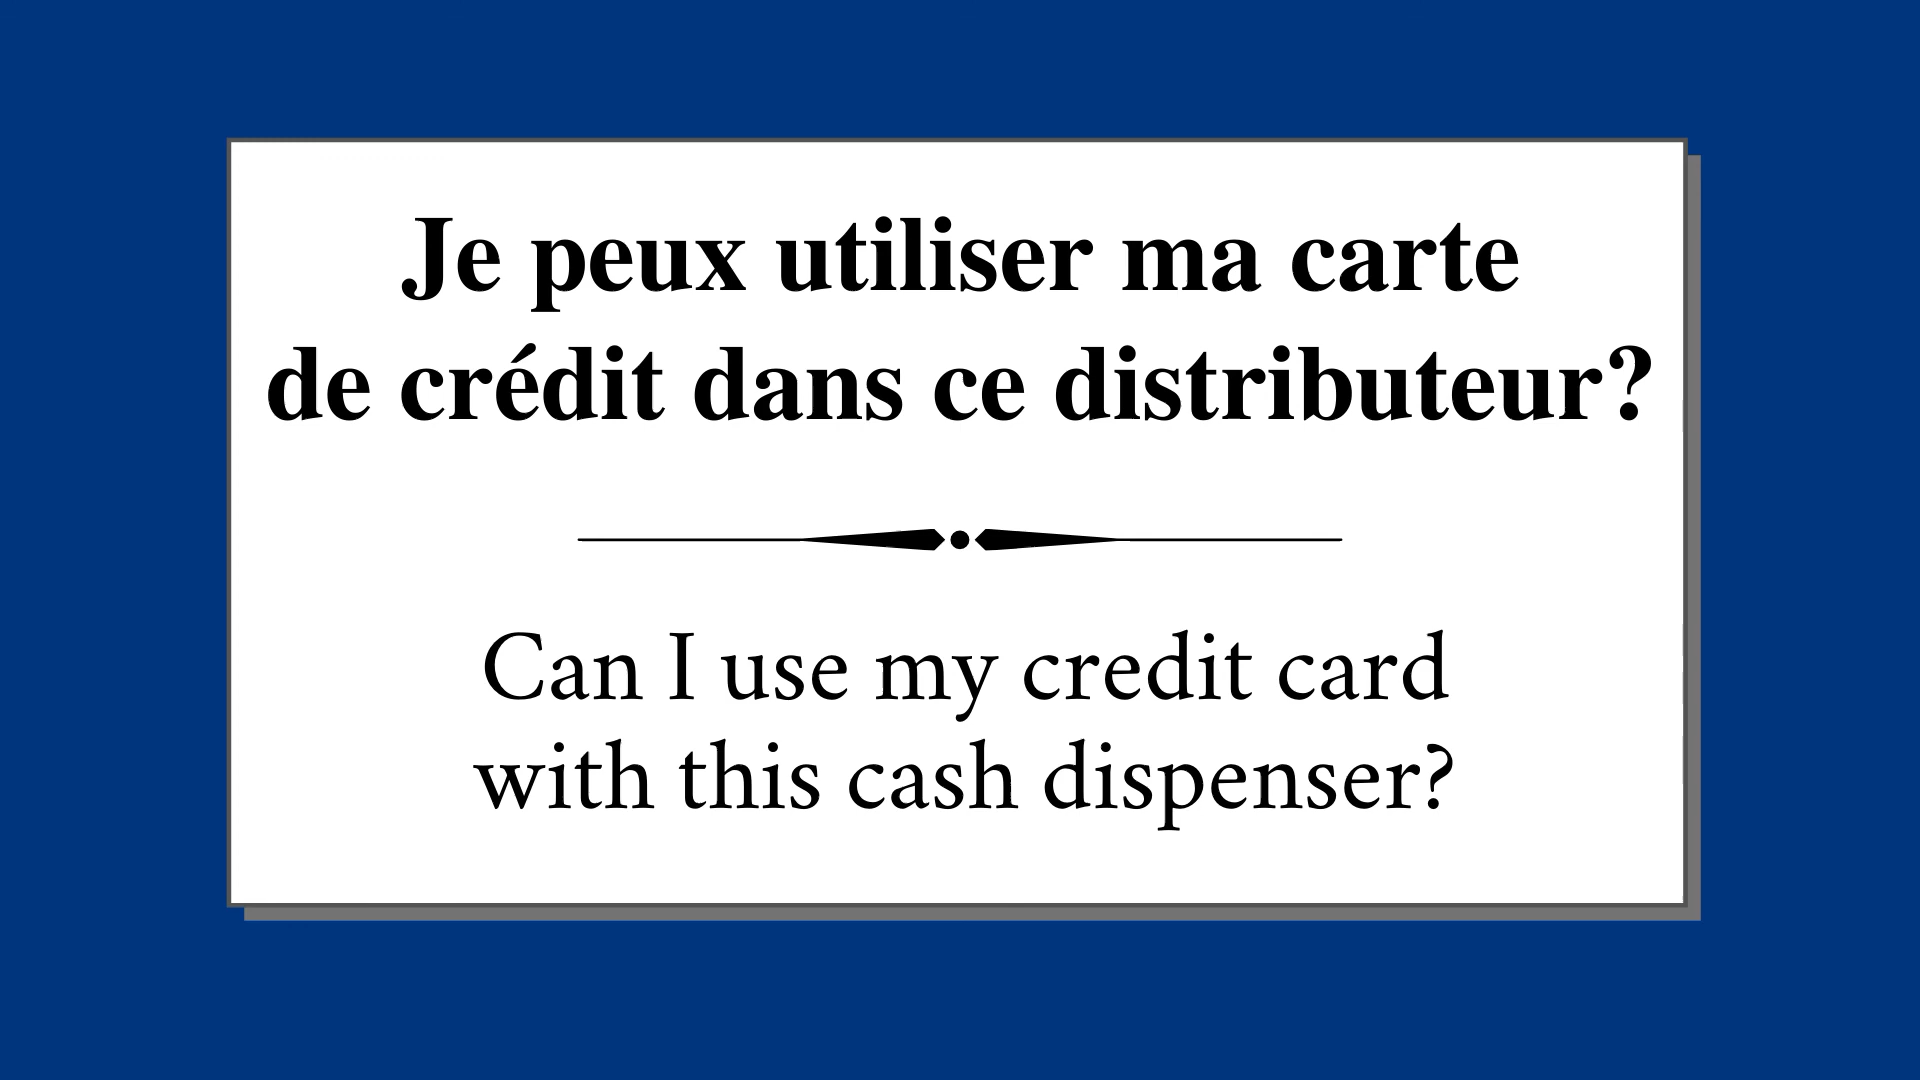 Je peux utiliser ma carte
de crédit dans ce distributeur?
Can I use my credit card
with this cash dispenser?